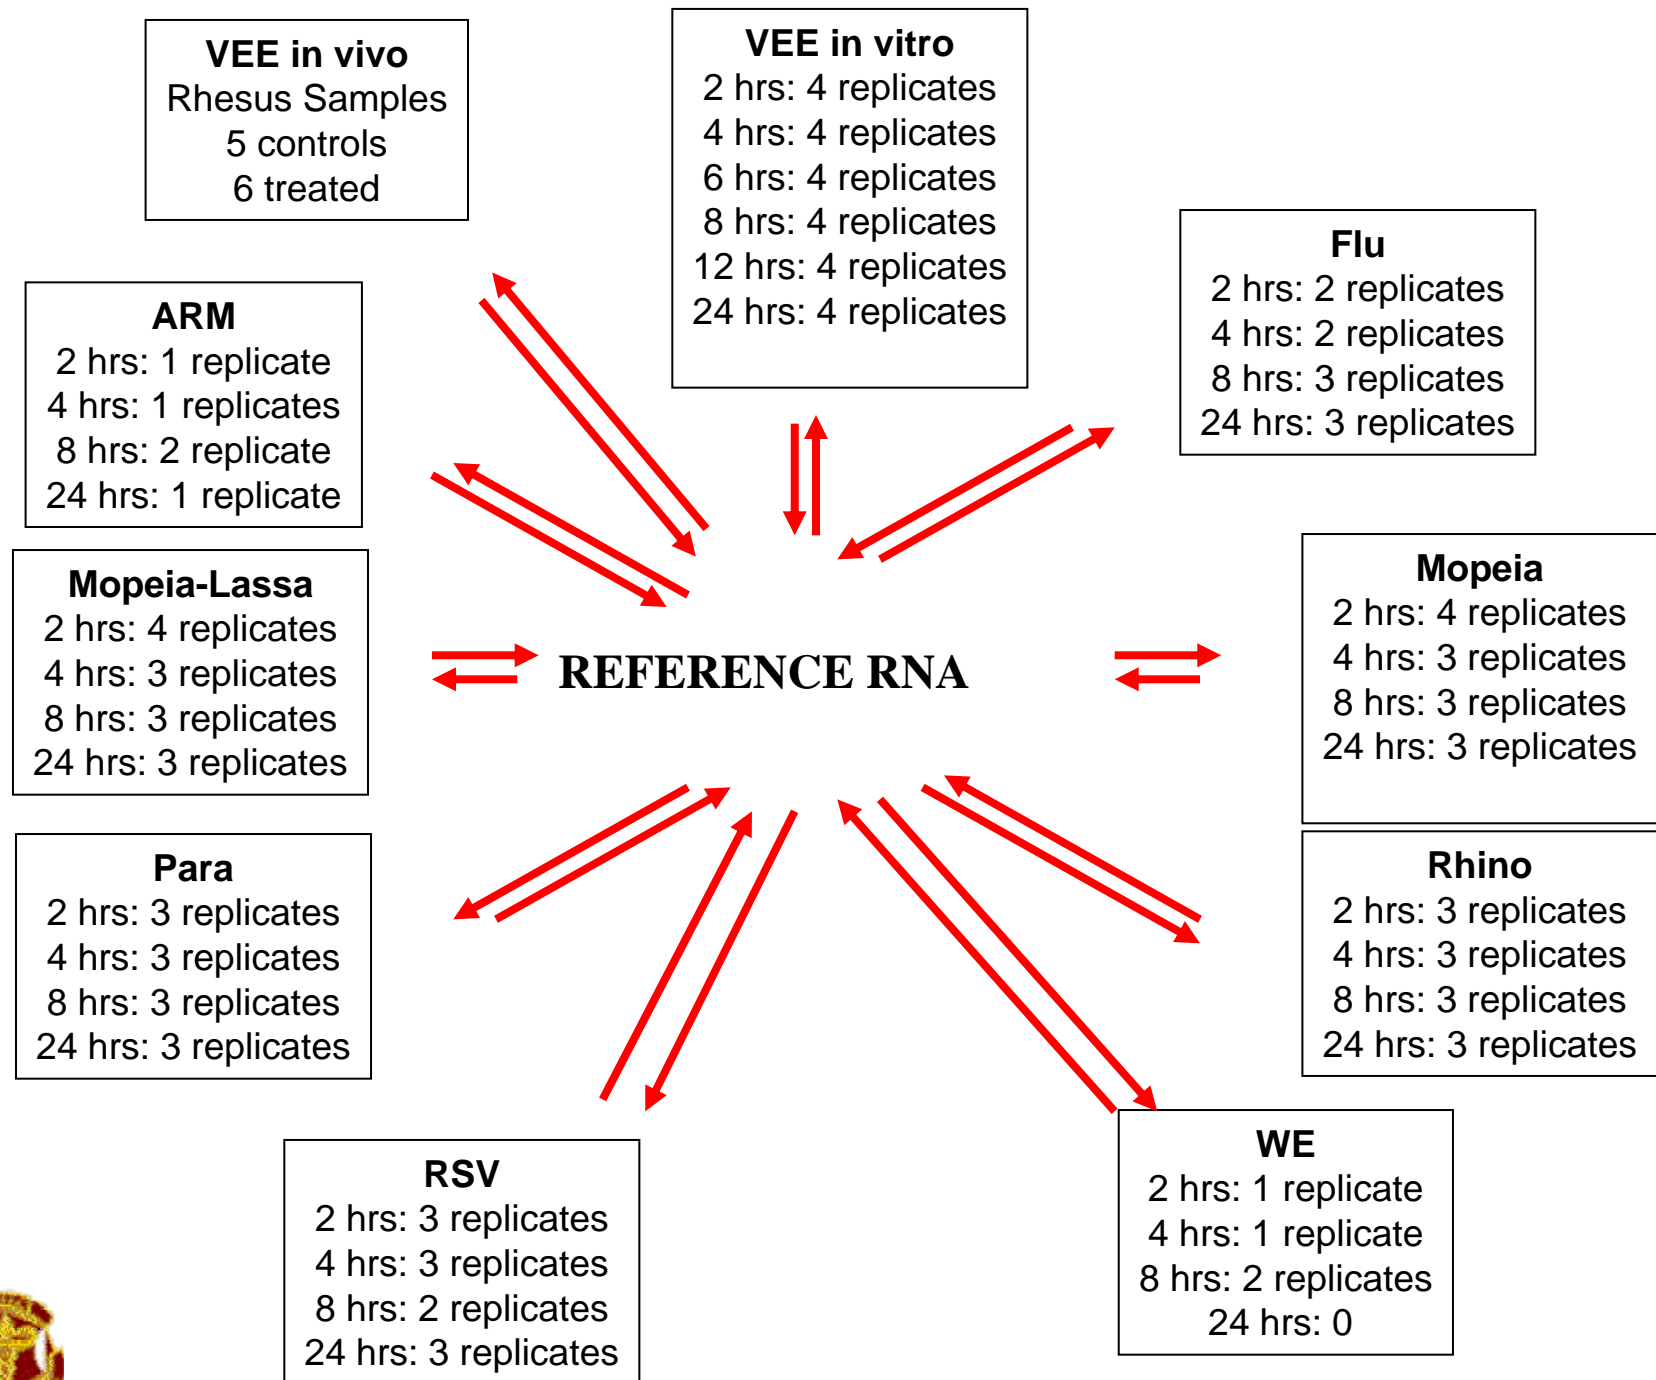 VEE in vivo
Rhesus Samples
5 controls
6 treated
VEE in vitro
2 hrs: 4 replicates
4 hrs: 4 replicates
6 hrs: 4 replicates
8 hrs: 4 replicates
12 hrs: 4 replicates
24 hrs: 4 replicates
Flu
2 hrs: 2 replicates
4 hrs: 2 replicates
8 hrs: 3 replicates
24 hrs: 3 replicates
ARM
2 hrs: 1 replicate
4 hrs: 1 replicates
8 hrs: 2 replicate
24 hrs: 1 replicate
Mopeia-Lassa
2 hrs: 4 replicates
4 hrs: 3 replicates
8 hrs: 3 replicates
24 hrs: 3 replicates
REFERENCE RNA
Mopeia
2 hrs: 4 replicates
4 hrs: 3 replicates
8 hrs: 3 replicates
24 hrs: 3 replicates
Para
2 hrs: 3 replicates
4 hrs: 3 replicates
8 hrs: 3 replicates
24 hrs: 3 replicates
Rhino
2 hrs: 3 replicates
4 hrs: 3 replicates
8 hrs: 3 replicates
24 hrs: 3 replicates
RSV
2 hrs: 3 replicates
4 hrs: 3 replicates
8 hrs: 2 replicates
24 hrs: 3 replicates
WE
2 hrs: 1 replicate
4 hrs: 1 replicate
8 hrs: 2 replicates
24 hrs: 0